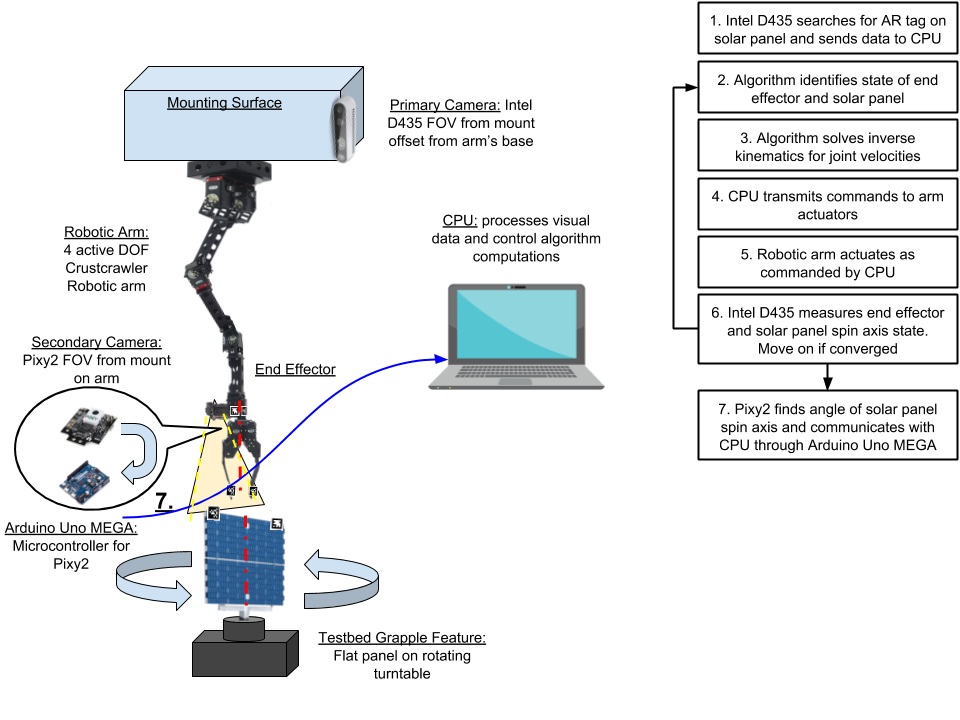 Mounting Surface
Primary Camera: Intel
D435 FOV from mount
offset from arm's base
Robotic Arm:
4 active DOF
Crustcrawler
Robotic arm
CPU: processes visual
data and control algorithm
computations
Secondary Camera:
Pixy2 FOV from mount
on arm
End Effector
7.
Arduino Uno MEGA:
Microcontroller for
Pixy2
Testbed Grapple Feature:
Flat panel on rotating
turntable
1. Intel D435 searches for AR tag on
solar panel and sends data to CPU
2. Algorithm identifies state of end
effector and solar panel
3. Algorithm solves inverse
kinematics for joint velocities
4. CPU transmits commands to arm
actuators
5. Robotic arm actuates as
commanded by CPU
6. Intel D435 measures end effector
and solar panel spin axis state.
Move on if converged
7. Pixy2 finds angle of solar panel
spin axis and communicates with
CPU through Arduino Uno MEGA